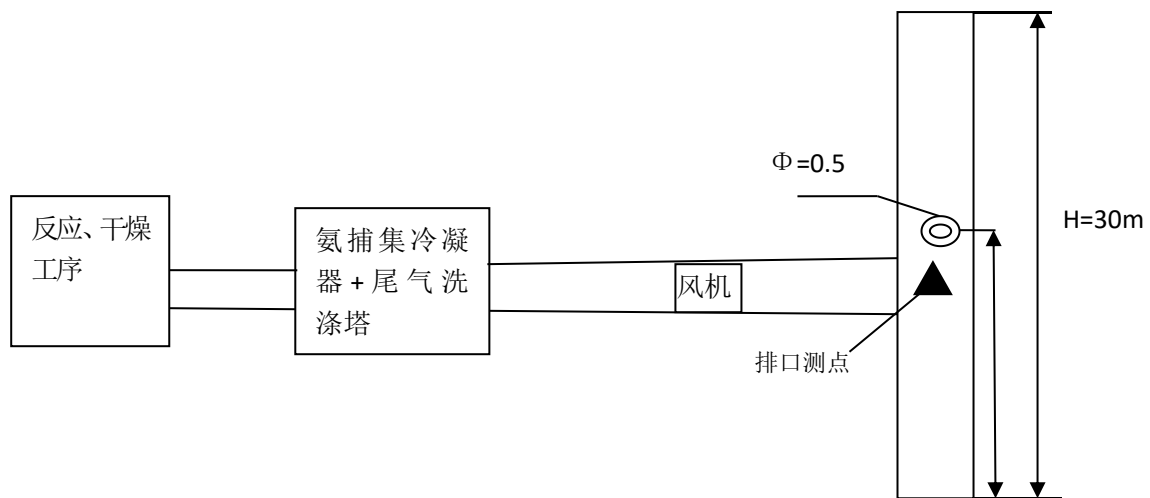 反应、干燥
工序
氨捕集冷凝
器+尾气洗
涤塔
风机
Φ=0.5
排口测点
H=30m